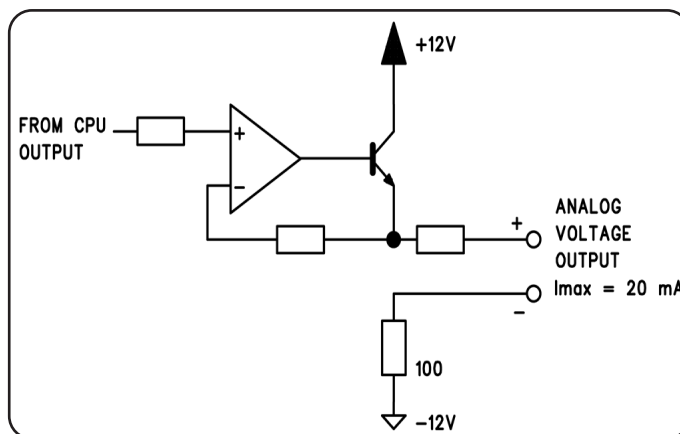 +12V
FROM CPU
OUTPUT
+
−
+
ANALOG
VOLTAGE
OUTPUT
Imax = 20 mA
−
100
-12V